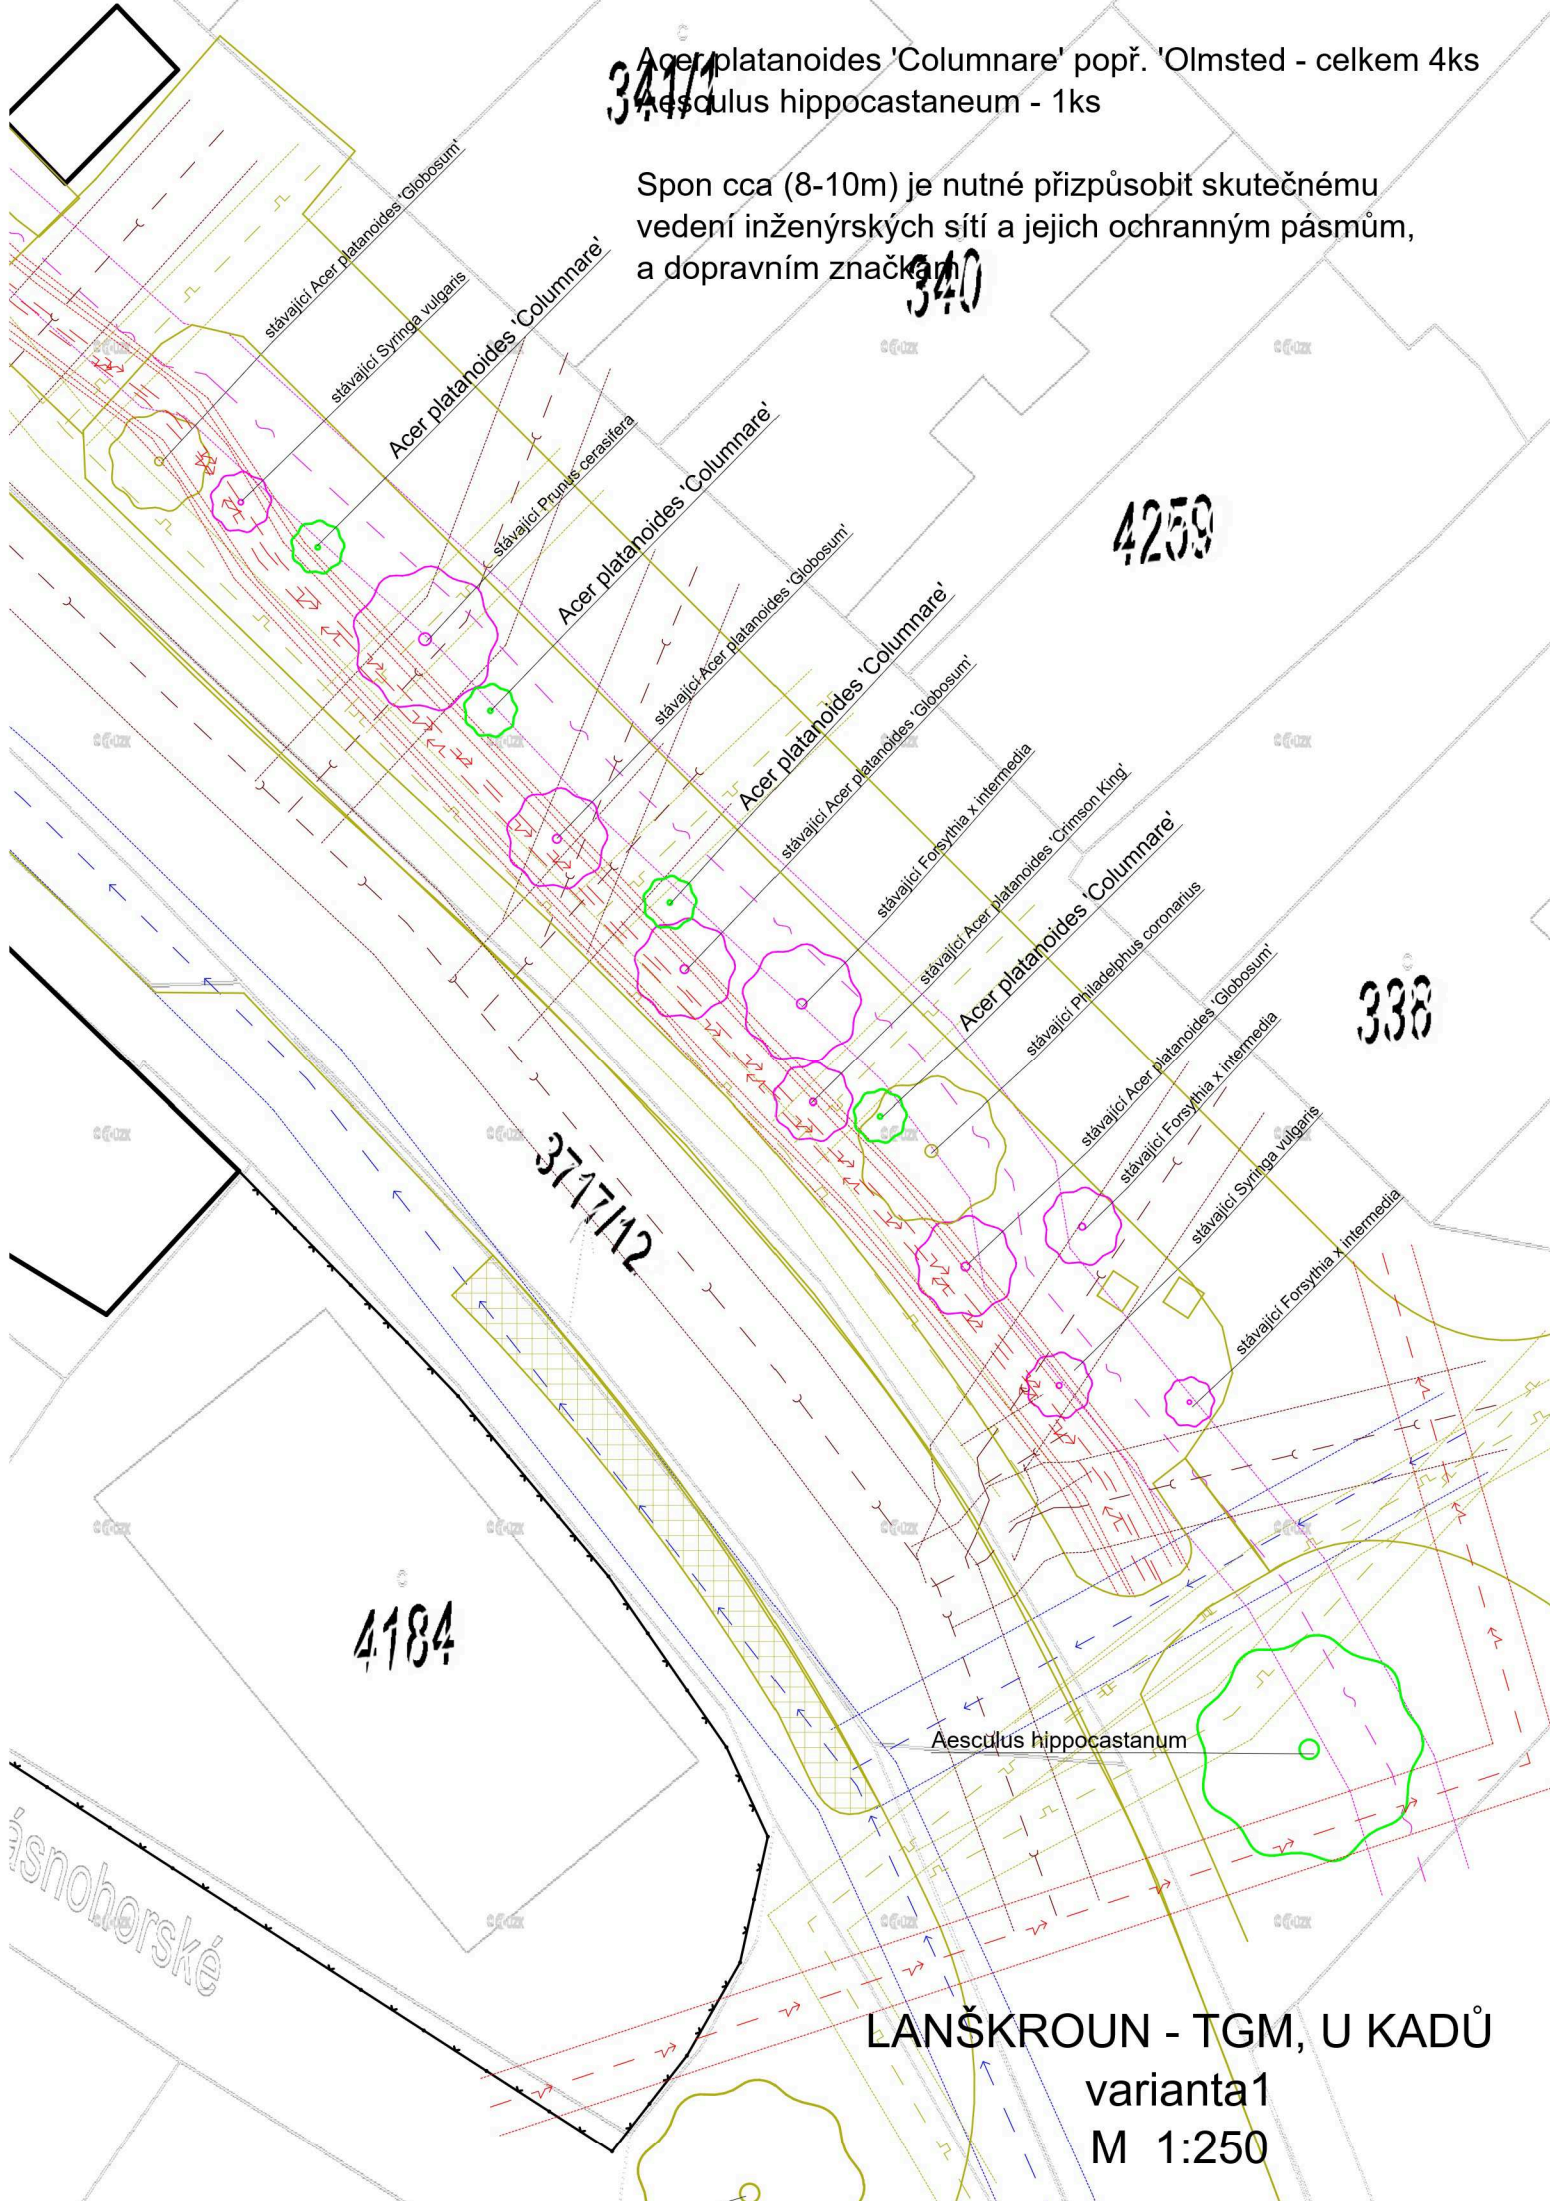 Acer platanoides 'Columnare' popř. 'Olmsted - celkem 4ks
341/1
Aesculus hippocastaneum - 1ks
Spon cca (8-10m) je nutné přizpůsobit skutečnému
vedení inženýrských sítí a jejich ochranným pásmům,
a dopravním značkám
340
stávající Acer platanoides 'Globosum'
stávající Syringa vulgaris
Acer platanoides 'Columnare'
stávající Prunus cerasifera
Acer platanoides 'Columnare'
stávající Acer platanoides 'Globosum'
4259
Acer platanoides 'Columnare'
stávající Acer platanoides 'Globosum'
stávající Forsythia x intermedia
stávající Acer platanoides 'Crimson King'
Acer platanoides 'Columnare'
stávající Philadelphus coronarius
stávající Acer platanoides 'Globosum'
stávající Forsythia x intermedia
stávající Syringa vulgaris
stávající Forsythia x intermedia
338
3717/12
4184
Aesculus hippocastanum
ásnohorské
LANŠKROUN - TGM, U KADŮ
varianta1
M 1:250